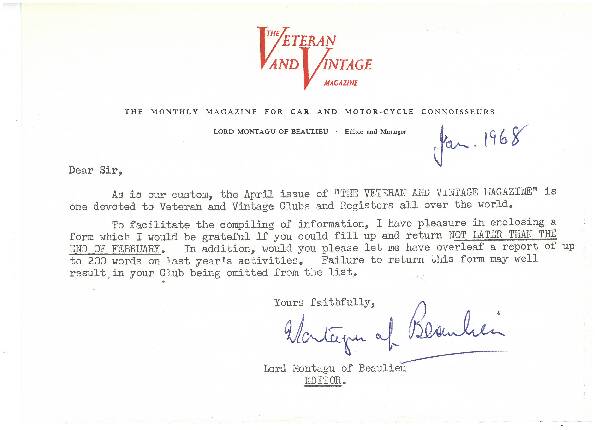 THE VETERAN
AND VINTAGE
MAGAZINE
THE MONTHLY MAGAZINE FOR CAR AND MOTOR-CYCLE CONNOISSEURS
LORD MONTAGU OF BEAULIEU · Editor and Manager
Jan. 1968
Dear Sir,
As is our custom, the April issue of "THE VETERAN AND VINTAGE MAGAZINE" is
one devoted to Veteran and Vintage Clubs and Registers all over the world.
To facilitate the compiling of information, I have pleasure in enclosing a
form which I would be grateful if you could fill up and return NOT LATER THAN THE
END OF FEBRUARY. In addition, would you please let me have overleaf a report of up
to 200 words on last year's activities. Failure to return this form may well
result in your Club being omitted from the list.
Yours faithfully,
Montagu of Beaulieu
Lord Montagu of Beaulieu
EDITOR.